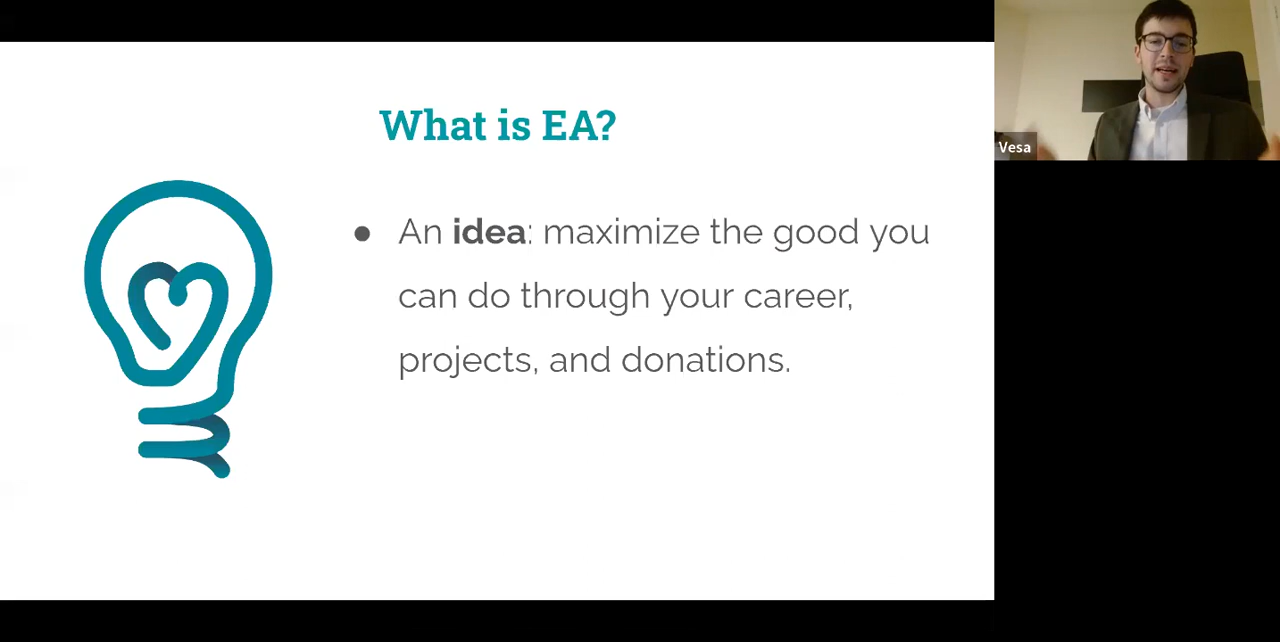 What is EA?
● An idea: maximize the good you
can do through your career,
projects, and donations.
Vesa